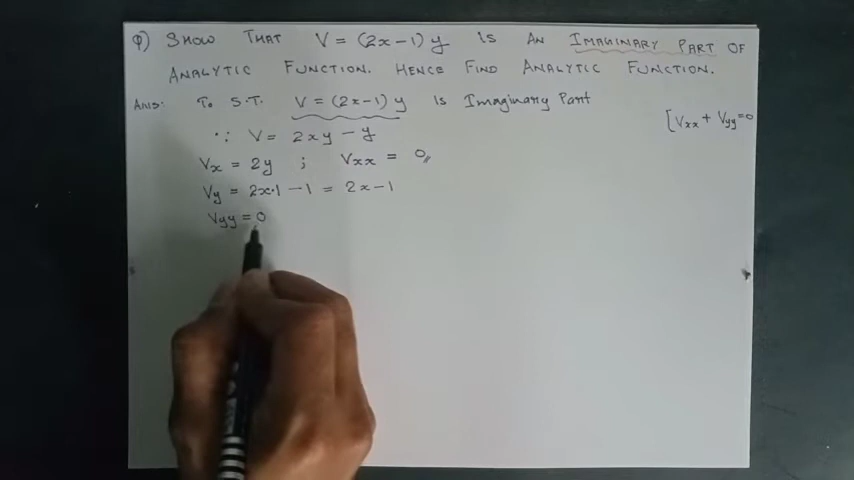 Q) SHOW THAT V = (2x-1) y IS AN IMAGINARY PART OF
ANALYTIC FUNCTION. HENCE FIND ANALYTIC FUNCTION.
Ans: To S.T. V = (2x-1) y Is Imaginary Part
[Vxx + Vyy=0
∵ V = 2xy - y
Vx = 2y ; Vxx = 0
Vy = 2x·1 - 1 = 2x-1
Vyy = 0